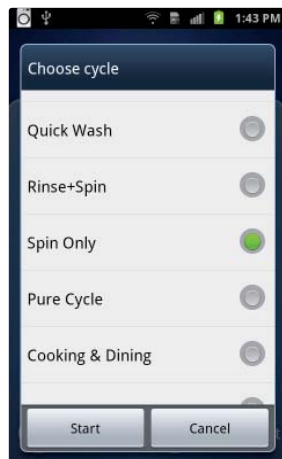 1:43 PM
Choose cycle
Quick Wash
Rinse+Spin
Spin Only
Pure Cycle
Cooking & Dining
Start
Cancel